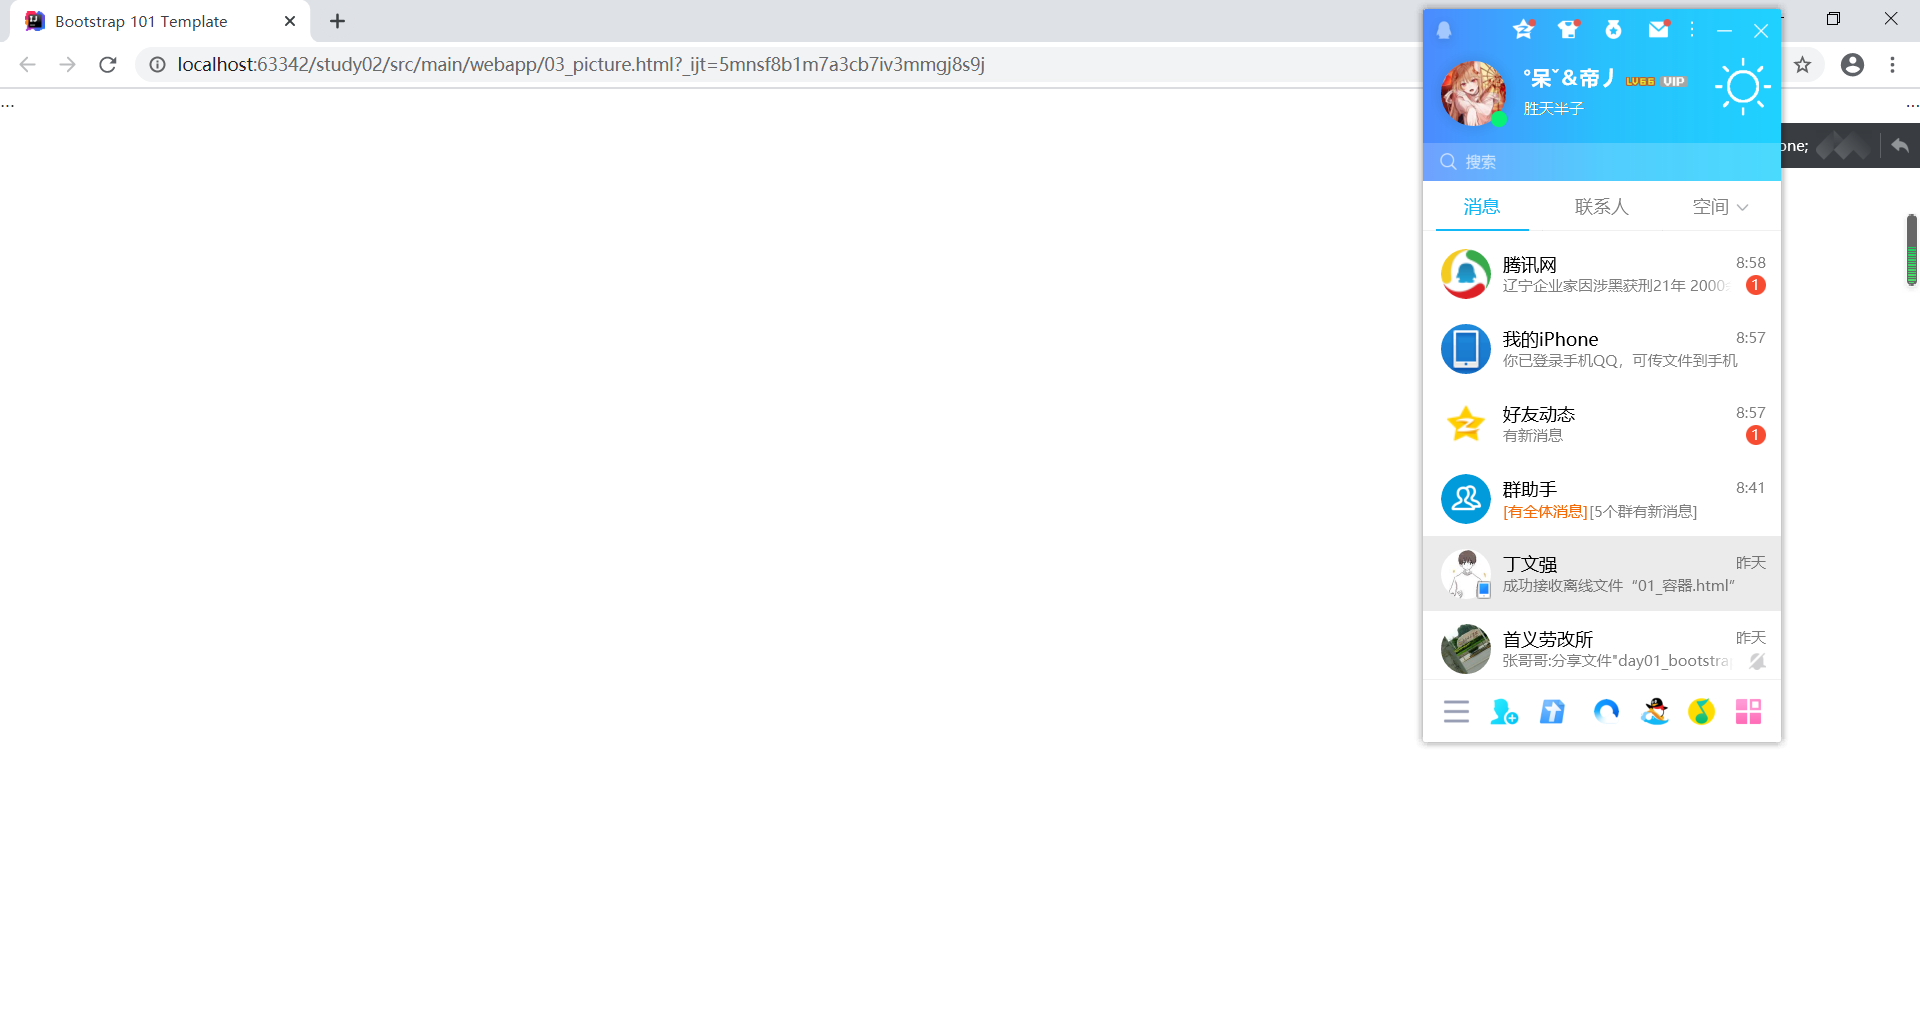 Bootstrap 101 Template
localhost:63342/study02/src/main/webapp/03_picture.html?_ijt=5mnsf8b1m7a3cb7iv3mmgj8s9j
...
...
one;
°呆ˇ&帝丿 LV66 VIP
胜天半子
搜索
消息 联系人 空间
腾讯网 8:58
辽宁企业家因涉黑获刑21年 2000 1
我的iPhone 8:57
你已登录手机QQ，可传文件到手机
好友动态 8:57
有新消息 1
群助手 8:41
[有全体消息][5个群有新消息]
丁文强 昨天
成功接收离线文件“01_容器.html”
首义劳改所 昨天
张哥哥:分享文件"day01_bootstra